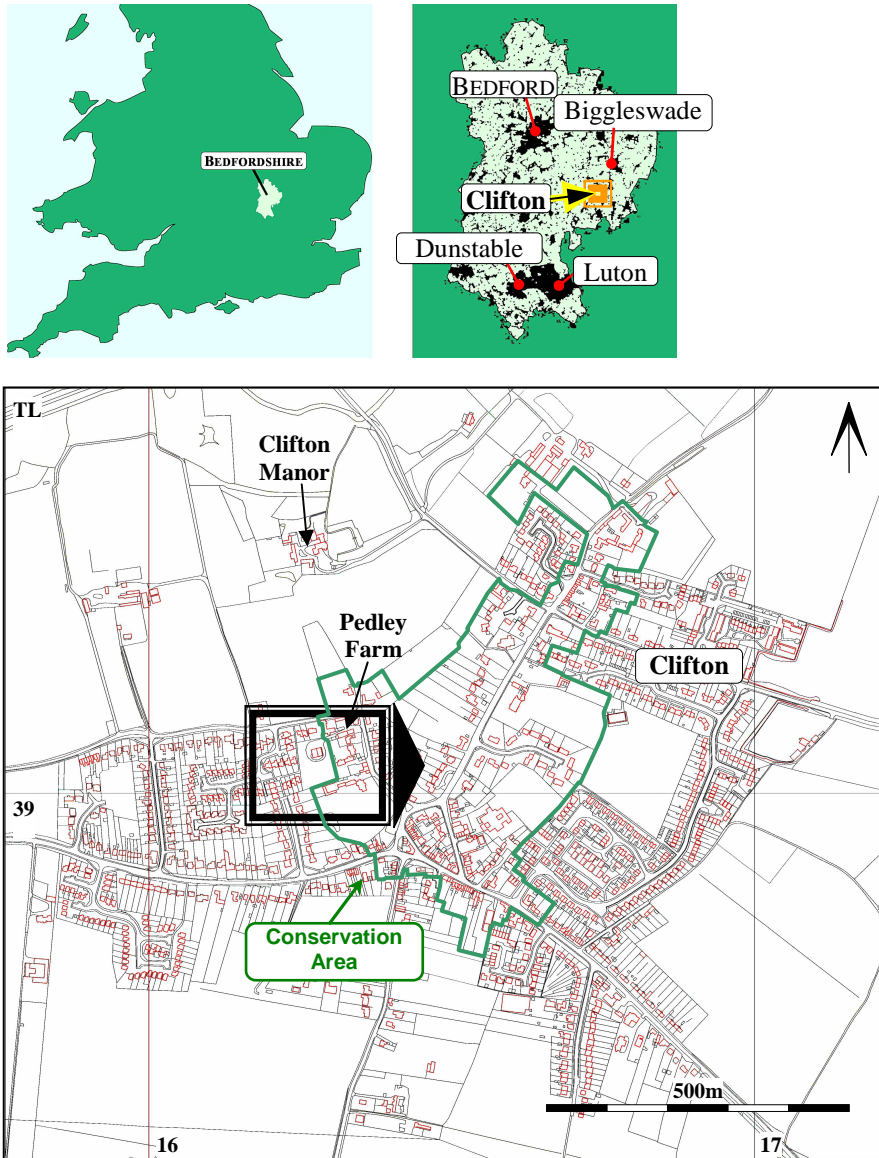 BEDFORDSHIRE
BEDFORD
Biggleswade
Clifton
Dunstable
Luton
TL
Clifton
Manor
Pedley
Farm
Clifton
39
Conservation
Area
500m
16
17